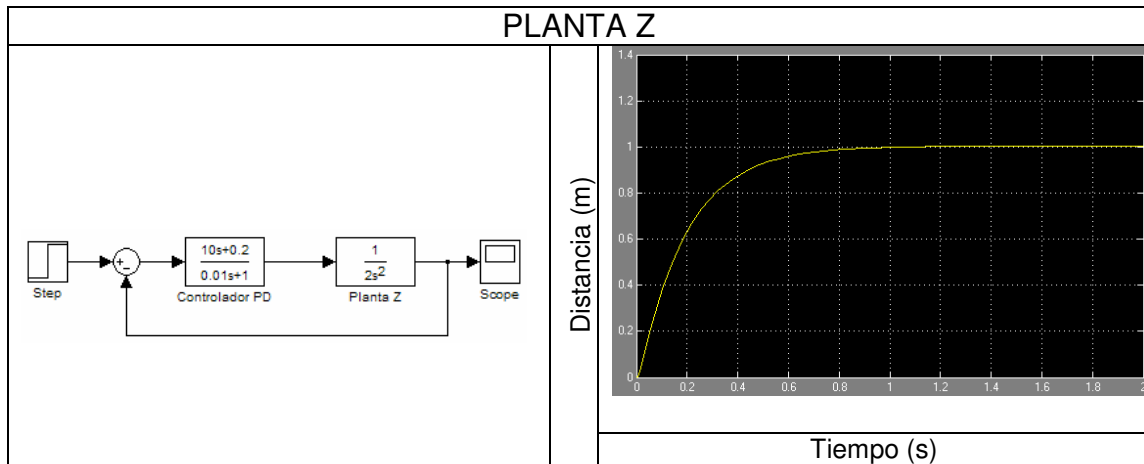 PLANTA Z
Step
+
-
10s+0.2
0.01s+1
Controlador PD
1
2s²
Planta Z
Scope
Distancia (m)
1.4
1.2
1
0.8
0.6
0.4
0.2
0
0 0.2 0.4 0.6 0.8 1 1.2 1.4 1.6 1.8 2
Tiempo (s)